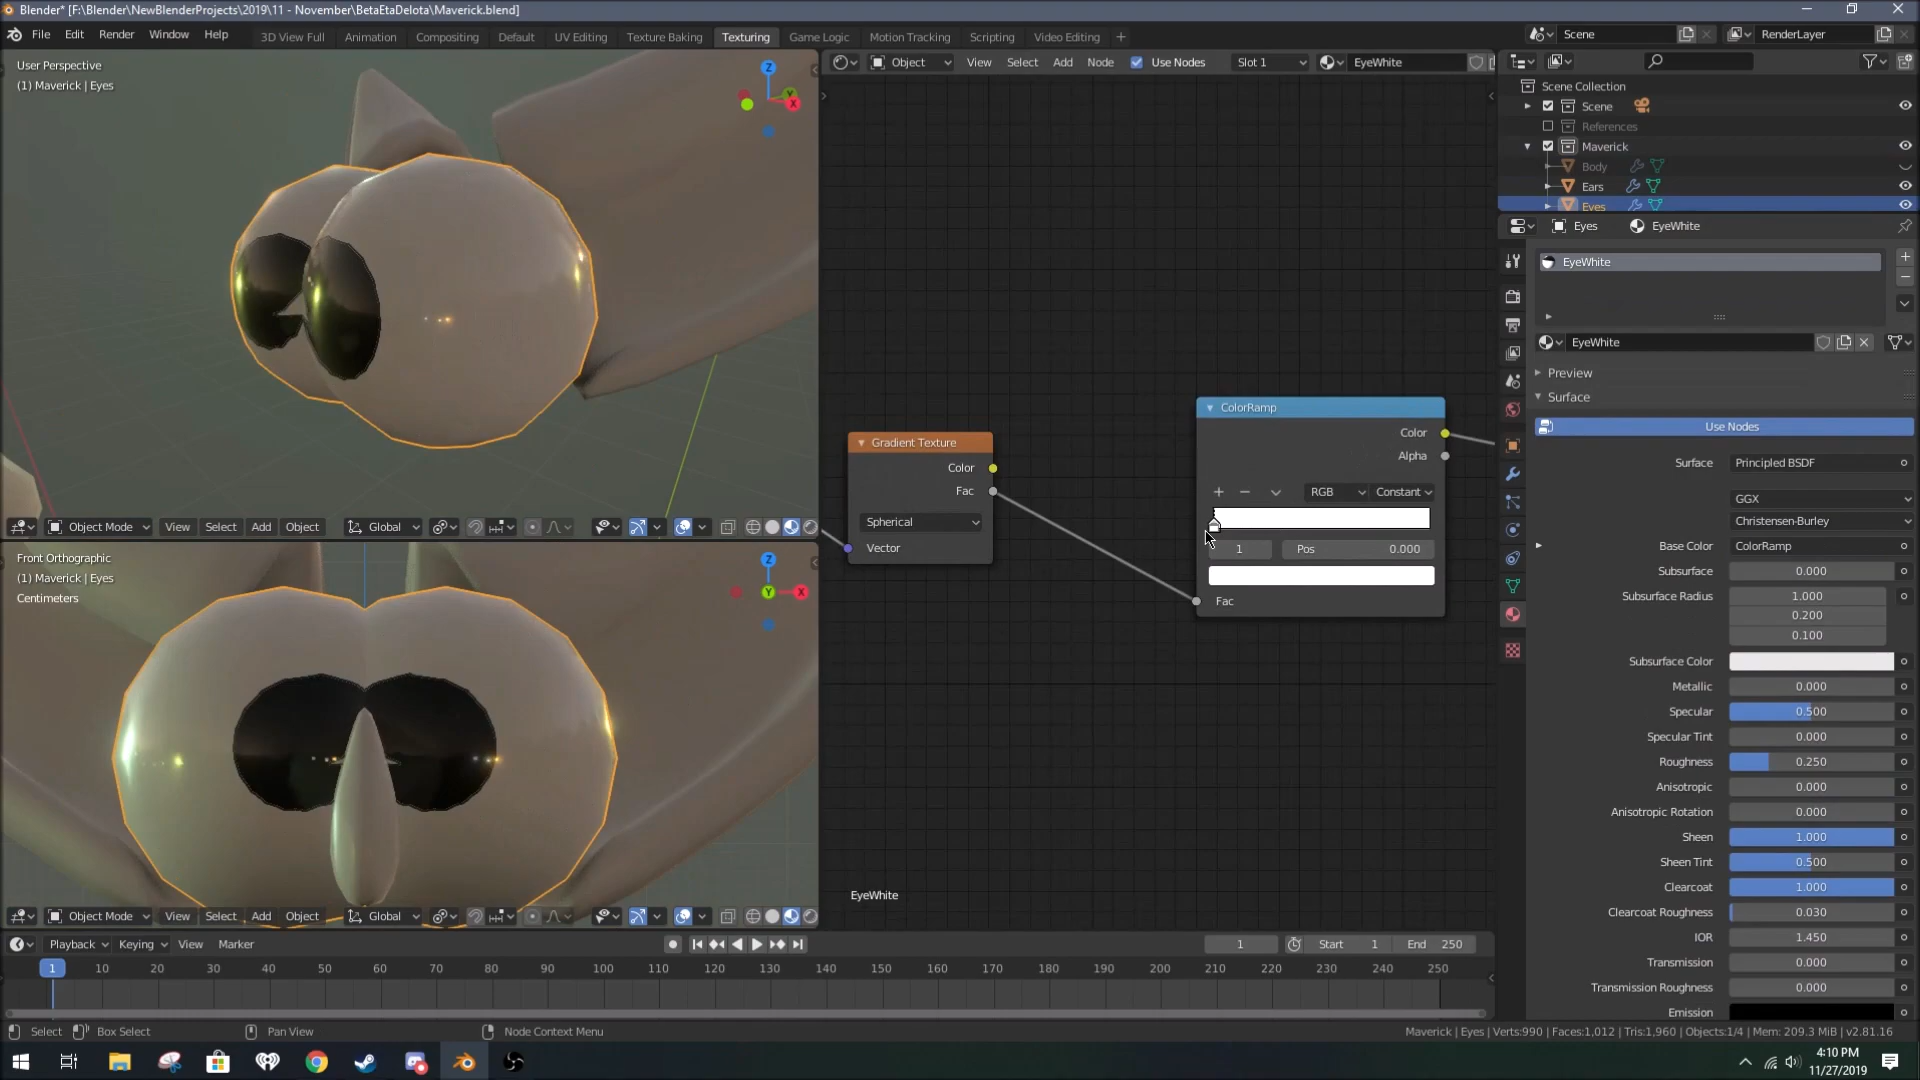 Blender* [F:\Blender\NewBlenderProjects\2019\11 - November\BetaEtaDelota\Maverick.blend]
File Edit Render Window Help 3D View Full Animation Compositing Default UV Editing Texture Baking Texturing Game Logic Motion Tracking Scripting Video Editing Scene RenderLayer
User Perspective
(1) Maverick | Eyes
Z
Y
X
Object View Select Add Node Use Nodes Slot 1 EyeWhite
Scene Collection
Scene
References
Maverick
Body
Ears
Eyes
Eyes EyeWhite
EyeWhite
EyeWhite
Preview
Surface
Use Nodes
Surface Principled BSDF
GGX
Christensen-Burley
Base Color ColorRamp
Subsurface 0.000
Subsurface Radius 1.000
0.200
0.100
Subsurface Color
Metallic 0.000
Specular 0.500
Specular Tint 0.000
Roughness 0.250
Anisotropic 0.000
Anisotropic Rotation 0.000
Sheen 1.000
Sheen Tint 0.500
Clearcoat 1.000
Clearcoat Roughness 0.030
IOR 1.450
Transmission 0.000
Transmission Roughness 0.000
Emission
Gradient Texture
Color
Fac
Spherical
Vector
ColorRamp
Color
Alpha
RGB Constant
1 Pos 0.000
Fac
EyeWhite
Object Mode View Select Add Object Global
Front Orthographic
(1) Maverick | Eyes
Centimeters
Z
Y
X
Object Mode View Select Add Object Global
Playback Keying View Marker 1 Start 1 End 250
1 10 20 30 40 50 60 70 80 90 100 110 120 130 140 150 160 170 180 190 200 210 220 230 240 250
Select Box Select Pan View Node Context Menu Maverick | Eyes | Verts:990 | Faces:1,012 | Tris:1,960 | Objects:1/4 | Mem: 209.3 MiB | v2.81.16
4:10 PM
11/27/2019